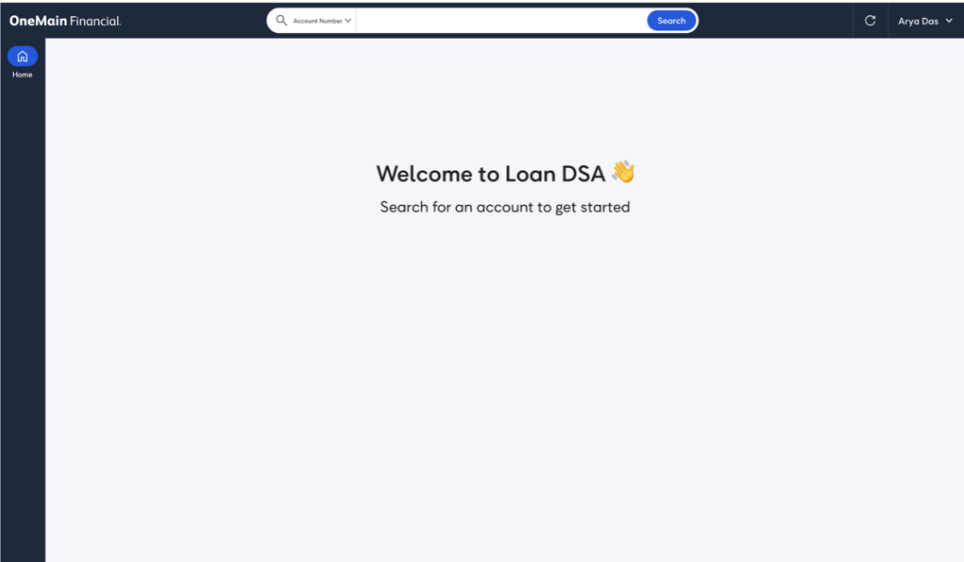 OneMain Financial.
Account Number
Search
Arya Das
Home
Welcome to Loan DSA 👋
Search for an account to get started